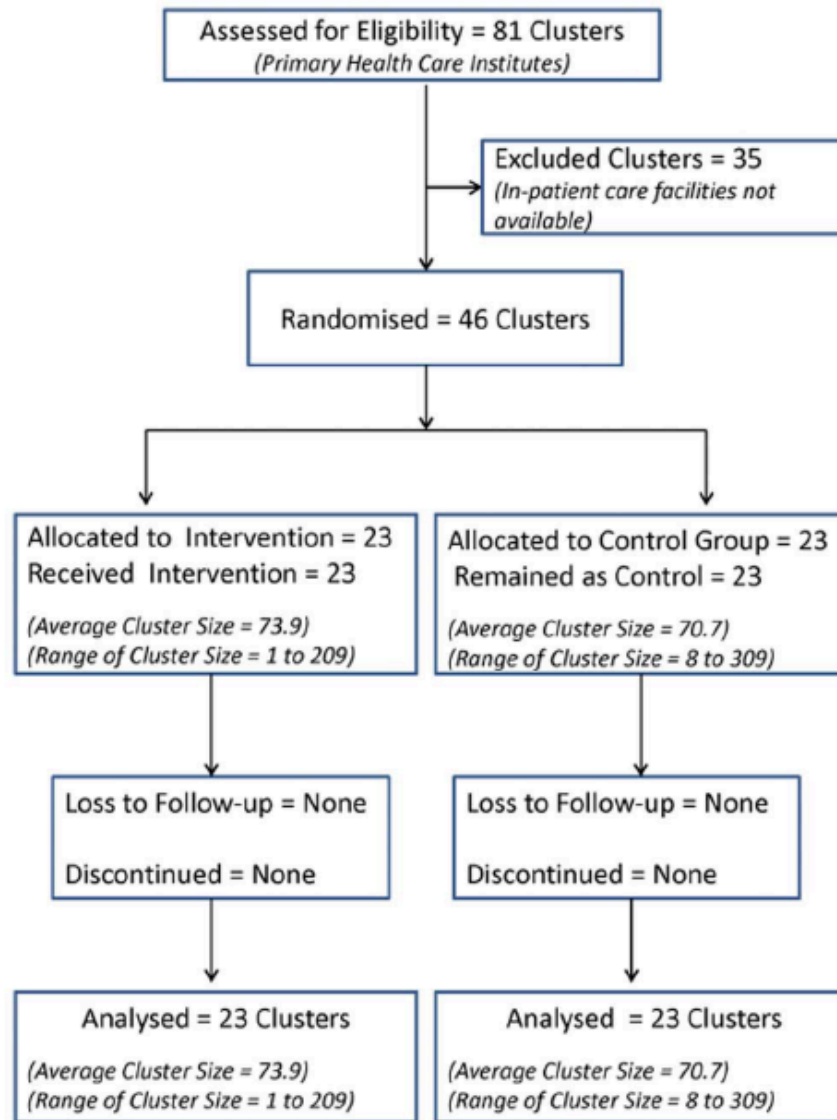 Assessed for Eligibility = 81 Clusters
(Primary Health Care Institutes)
Excluded Clusters = 35
(In-patient care facilities not
available)
Randomised = 46 Clusters
Allocated to Intervention = 23
Received Intervention = 23
(Average Cluster Size = 73.9)
(Range of Cluster Size = 1 to 209)
Allocated to Control Group = 23
Remained as Control = 23
(Average Cluster Size = 70.7)
(Range of Cluster Size = 8 to 309)
Loss to Follow-up = None
Discontinued = None
Loss to Follow-up = None
Discontinued = None
Analysed = 23 Clusters
(Average Cluster Size = 73.9)
(Range of Cluster Size = 1 to 209)
Analysed = 23 Clusters
(Average Cluster Size = 70.7)
(Range of Cluster Size = 8 to 309)